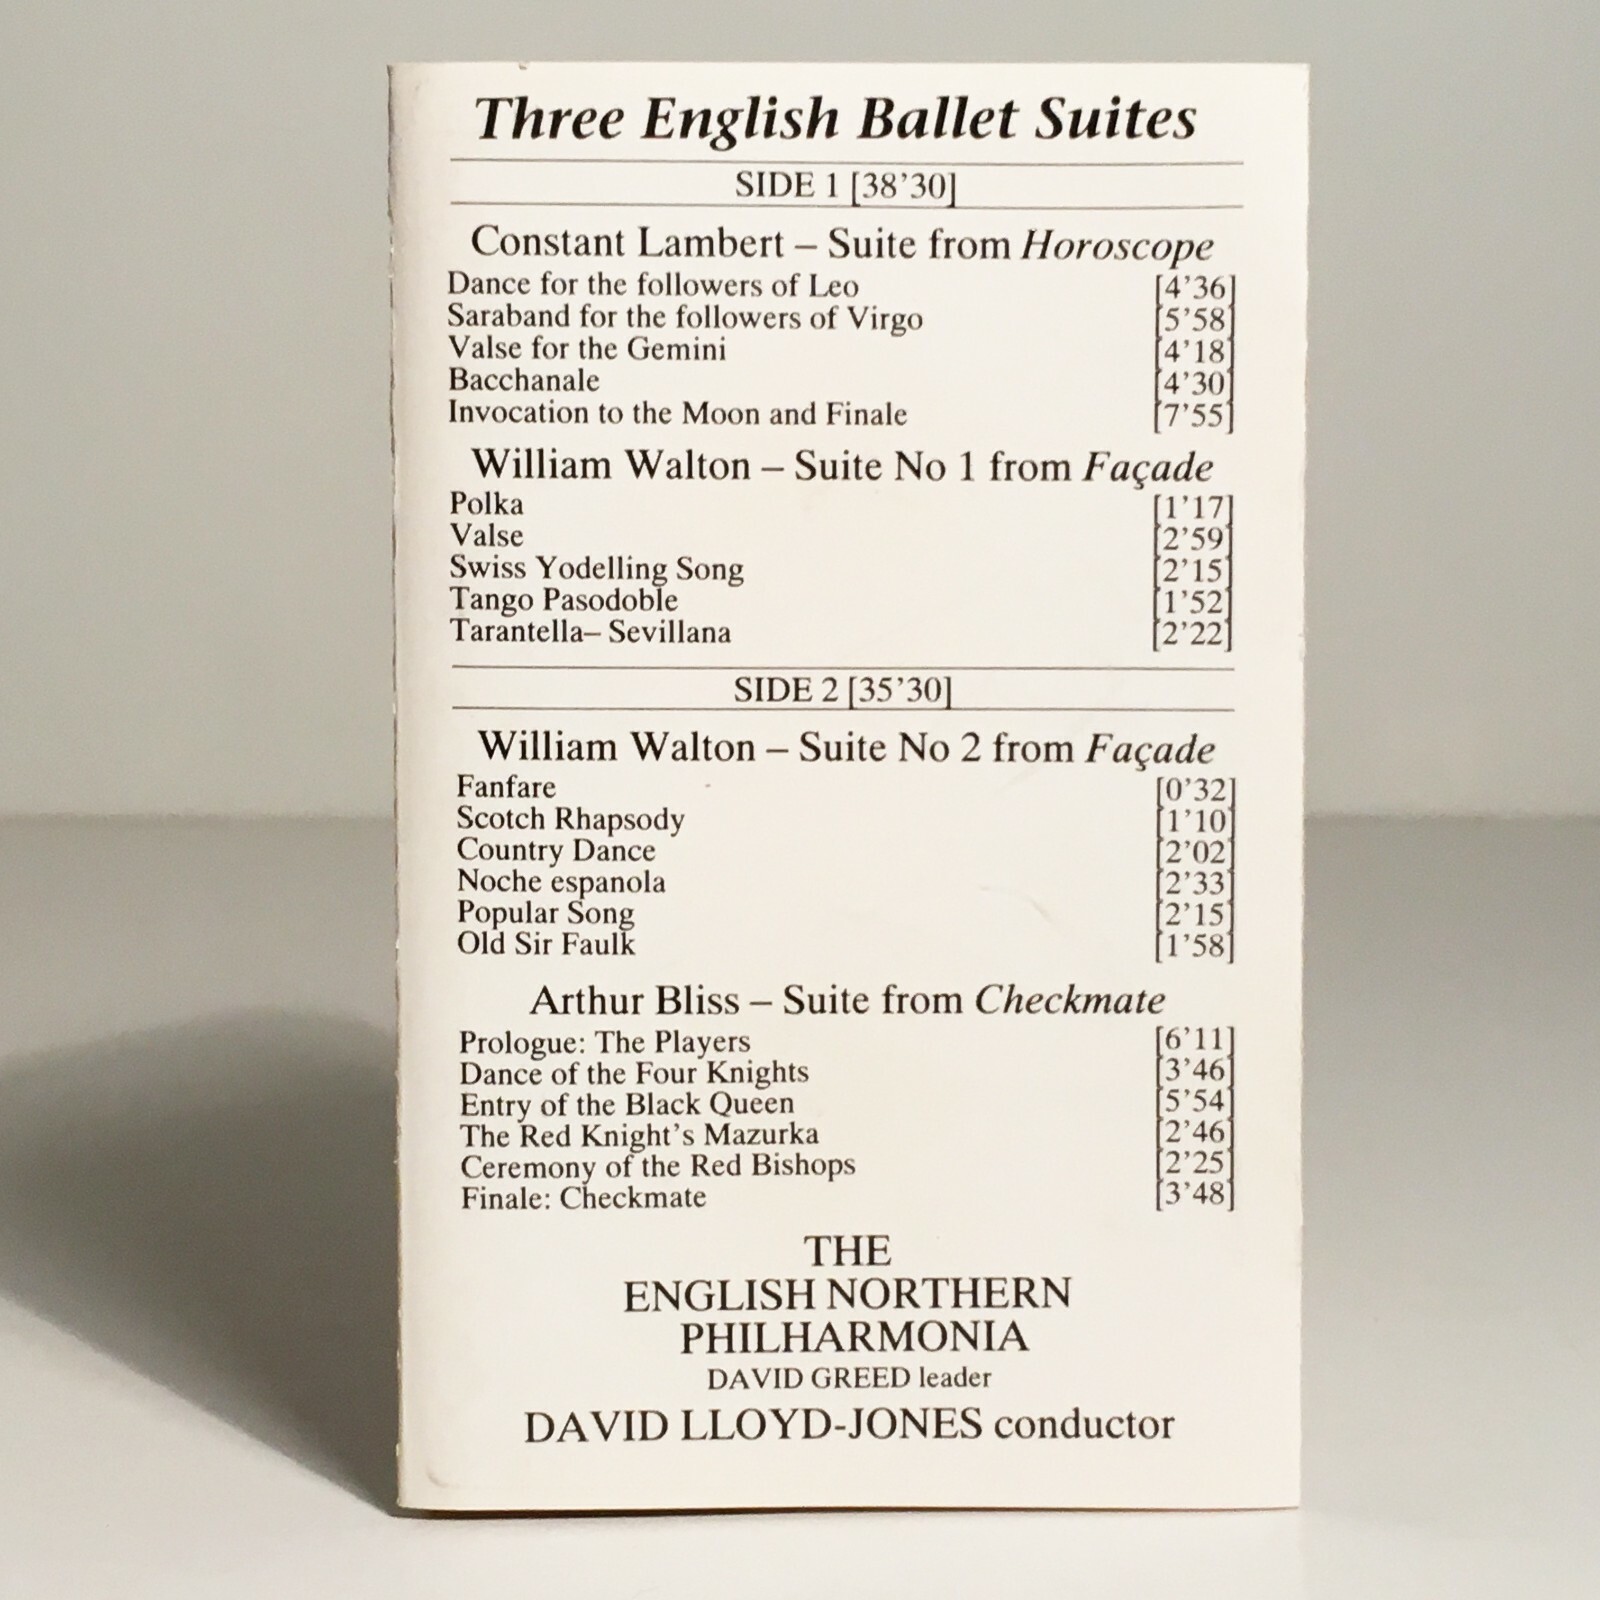 Three English Ballet Suites
SIDE 1 [38’30]
Constant Lambert – Suite from Horoscope
Dance for the followers of Leo [4’36]
Saraband for the followers of Virgo [5’58]
Valse for the Gemini [4’18]
Bacchanale [4’30]
Invocation to the Moon and Finale [7’55]
William Walton – Suite No 1 from Façade
Polka [1’17]
Valse [2’59]
Swiss Yodelling Song [2’15]
Tango Pasodoble [1’52]
Tarantella– Sevillana [2’22]
SIDE 2 [35’30]
William Walton – Suite No 2 from Façade
Fanfare [0’32]
Scotch Rhapsody [1’10]
Country Dance [2’02]
Noche espanola [2’33]
Popular Song [2’15]
Old Sir Faulk [1’58]
Arthur Bliss – Suite from Checkmate
Prologue: The Players [6’11]
Dance of the Four Knights [3’46]
Entry of the Black Queen [5’54]
The Red Knight’s Mazurka [2’46]
Ceremony of the Red Bishops [2’25]
Finale: Checkmate [3’48]
THE
ENGLISH NORTHERN
PHILHARMONIA
DAVID GREED leader
DAVID LLOYD-JONES conductor